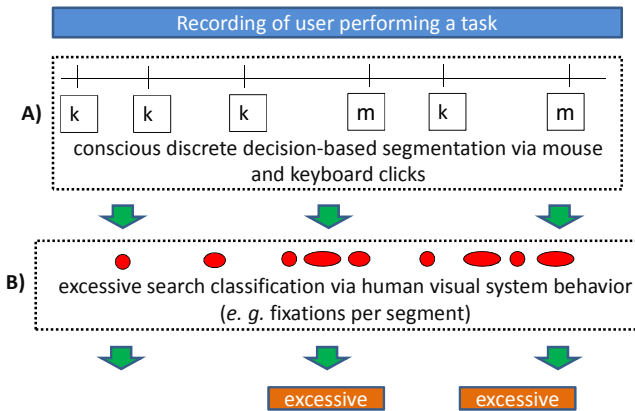 Recording of user performing a task
A)
k k k m k m
conscious discrete decision-based segmentation via mouse
and keyboard clicks
B)
excessive search classification via human visual system behavior
(e. g. fixations per segment)
excessive excessive